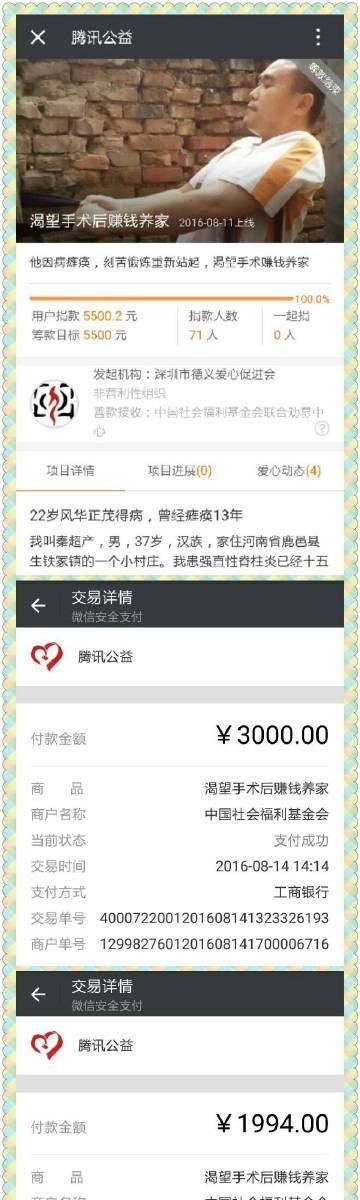 腾讯公益
筹款结束
渴望手术后赚钱养家 2016-08-11上线
他因病瘫痪，刻苦锻炼重新站起，渴望手术赚钱养家
100.0%
用户捐款 5500.2 元 捐款人数 一起捐
筹款目标 5500 元 71 人 0 人
发起机构：深圳市德义爱心促进会
非营利性组织
善款接收：中国社会福利基金会联合劝募中
心
项目详情 项目进展(0) 爱心动态(4)
22岁风华正茂得病，曾经瘫痪13年
我叫秦超产，男，37岁，汉族，家住河南省鹿邑县
生铁冢镇的一个小村庄。我患强直性脊柱炎已经十五
交易详情
微信安全支付
腾讯公益
付款金额 ￥3000.00
商 品 渴望手术后赚钱养家
商户名称 中国社会福利基金会
当前状态 支付成功
交易时间 2016-08-14 14:14
支付方式 工商银行
交易单号 4000722001201608141323326193
商户单号 1299827601201608141700006716
交易详情
微信安全支付
腾讯公益
付款金额 ￥1994.00
商 品 渴望手术后赚钱养家